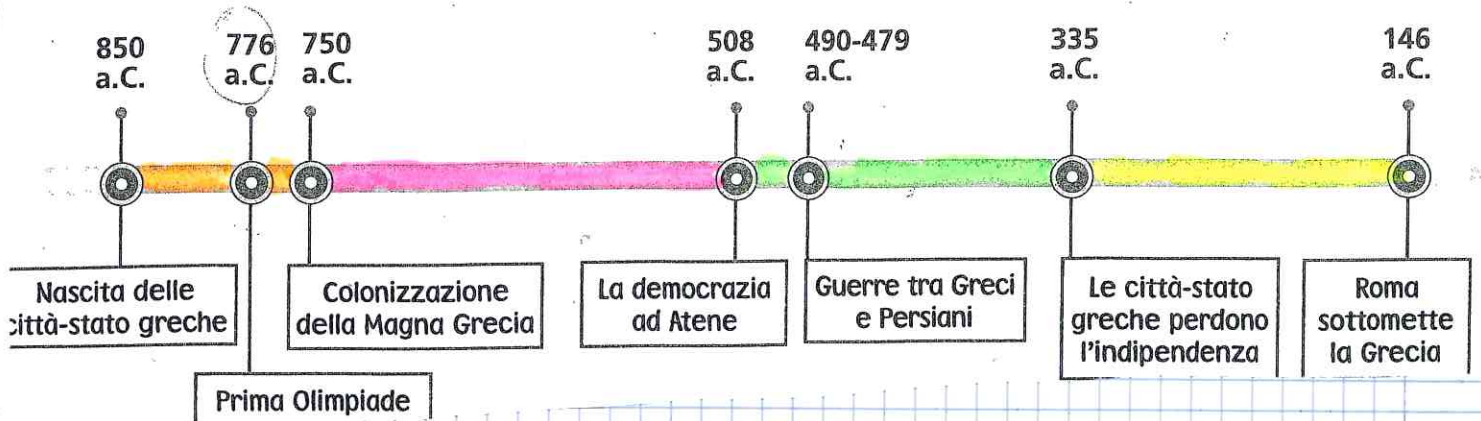 850
a.C.
776
a.C.
750
a.C.
508
a.C.
490-479
a.C.
335
a.C.
146
a.C.
Nascita delle
città-stato greche
Prima Olimpiade
Colonizzazione
della Magna Grecia
La democrazia
ad Atene
Guerre tra Greci
e Persiani
Le città-stato
greche perdono
l'indipendenza
Roma
sottomette
la Grecia